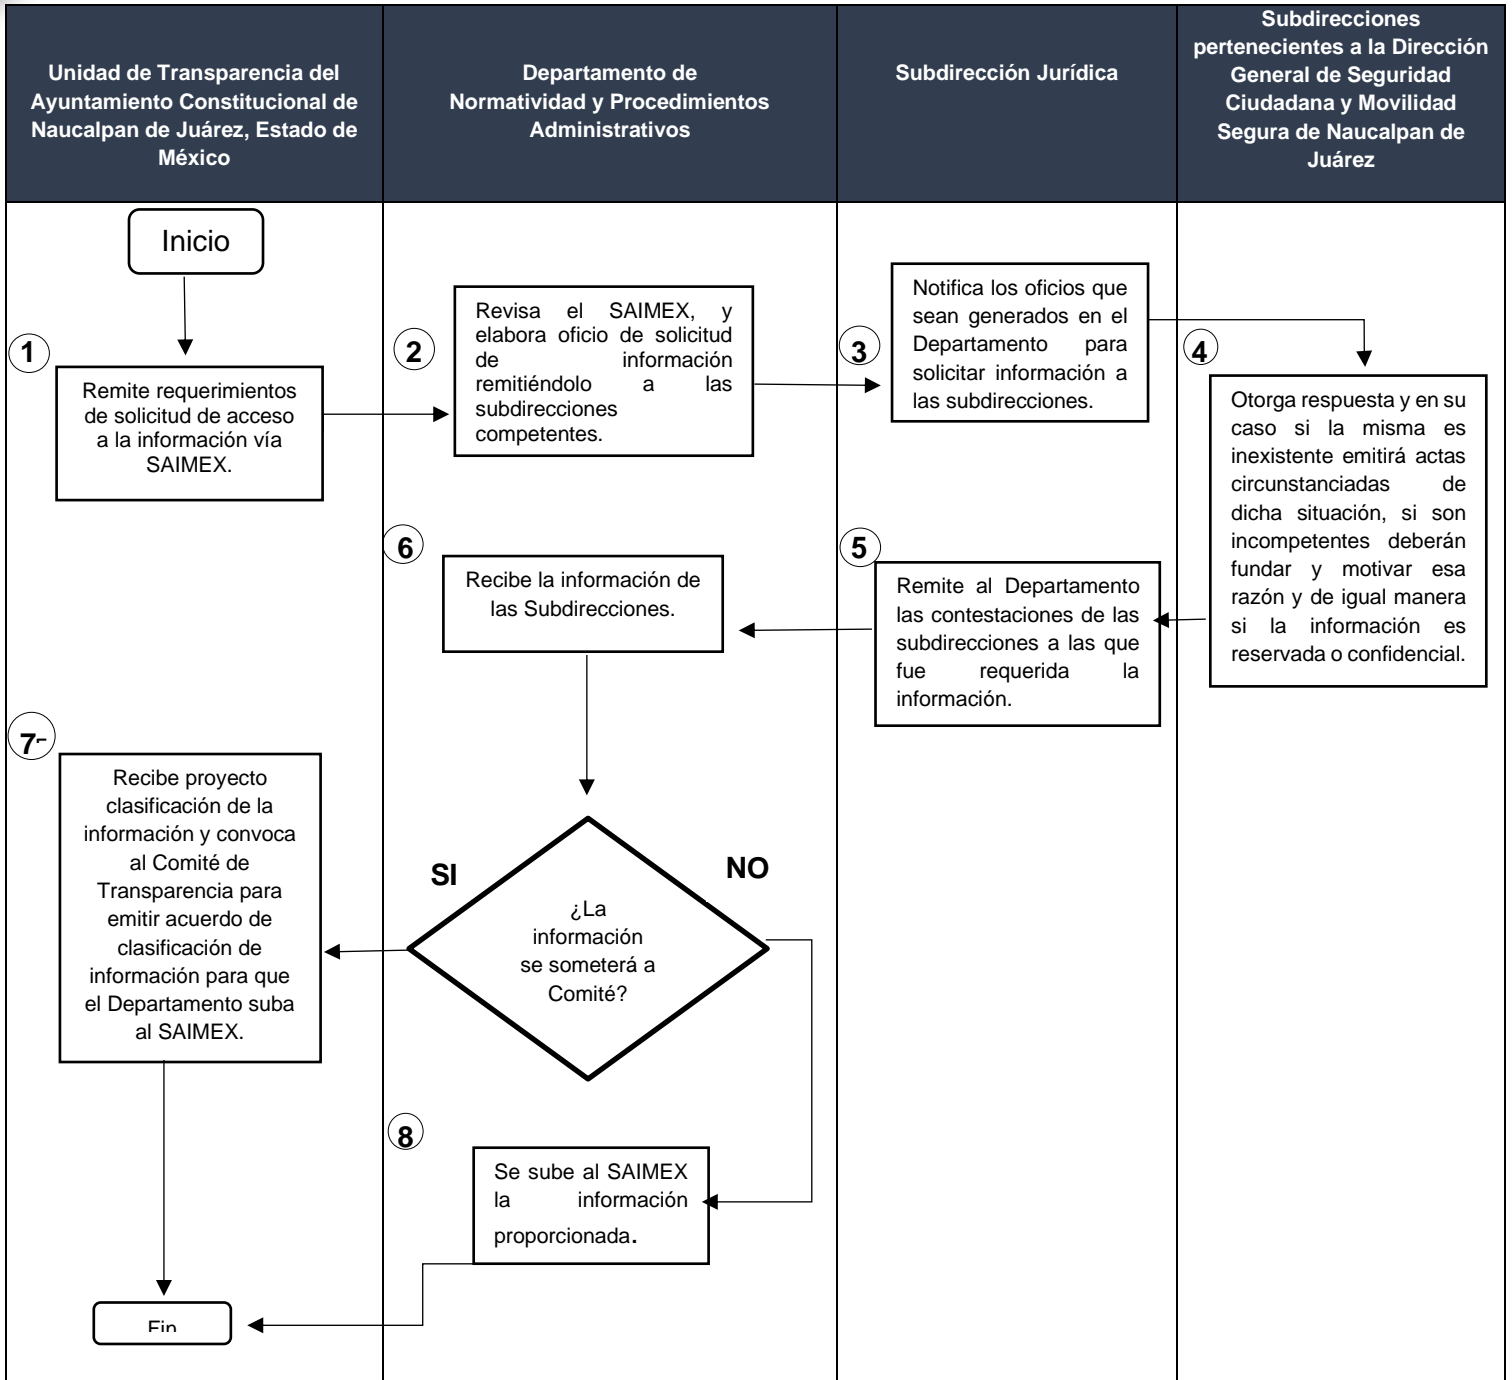 Unidad de Transparencia del
Ayuntamiento Constitucional de
Naucalpan de Juárez, Estado de
México
Departamento de
Normatividad y Procedimientos
Administrativos
Subdirección Jurídica
Subdirecciones
pertenecientes a la Dirección
General de Seguridad
Ciudadana y Movilidad
Segura de Naucalpan de
Juárez
Inicio
1
Remite requerimientos
de solicitud de acceso
a la información vía
SAIMEX.
2
Revisa el SAIMEX, y
elabora oficio de solicitud
de información
remitiéndolo a las
subdirecciones
competentes.
3
Notifica los oficios que
sean generados en el
Departamento para
solicitar información a
las subdirecciones.
4
Otorga respuesta y en su
caso si la misma es
inexistente emitirá actas
circunstanciadas de
dicha situación, si son
incompetentes deberán
fundar y motivar esa
razón y de igual manera
si la información es
reservada o confidencial.
5
Remite al Departamento
las contestaciones de las
subdirecciones a las que
fue requerida la
información.
6
Recibe la información de
las Subdirecciones.
7
Recibe proyecto
clasificación de la
información y convoca
al Comité de
Transparencia para
emitir acuerdo de
clasificación de
información para que
el Departamento suba
al SAIMEX.
SI
NO
¿La
información
se someterá a
Comité?
8
Se sube al SAIMEX
la información
proporcionada.
Fin